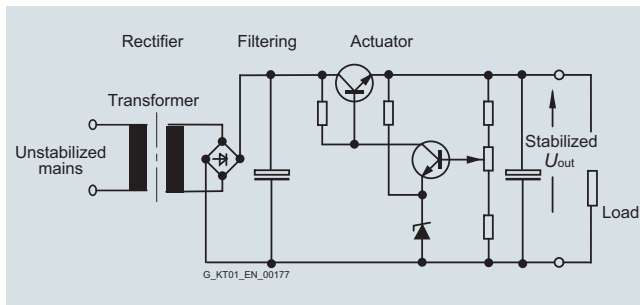 Rectifier
Filtering
Actuator
Transformer
Unstabilized
mains
Stabilized
Uout
Load
G_KT01_EN_00177